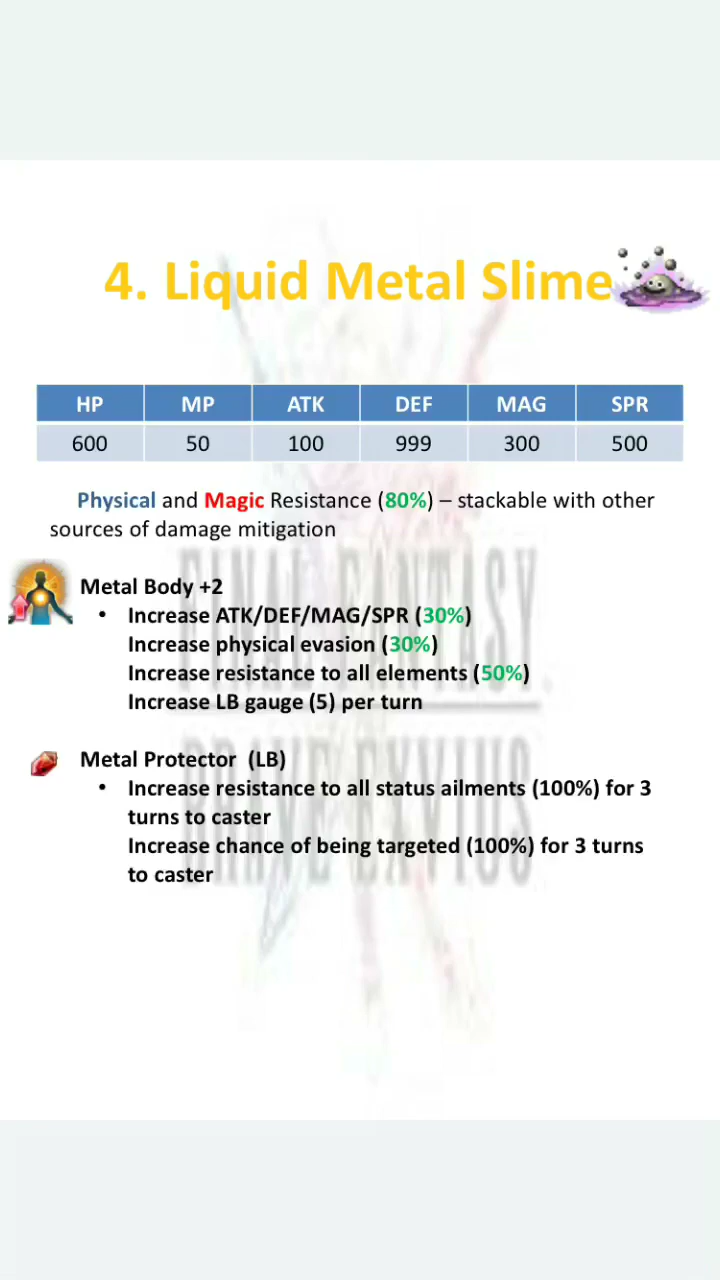 4. Liquid Metal Slime
HP MP ATK DEF MAG SPR
600 50 100 999 300 500
Physical and Magic Resistance (80%) – stackable with other
sources of damage mitigation
Metal Body +2
• Increase ATK/DEF/MAG/SPR (30%)
Increase physical evasion (30%)
Increase resistance to all elements (50%)
Increase LB gauge (5) per turn
Metal Protector (LB)
• Increase resistance to all status ailments (100%) for 3
turns to caster
Increase chance of being targeted (100%) for 3 turns
to caster
FINAL FANTASY
BRAVE EXVIUS